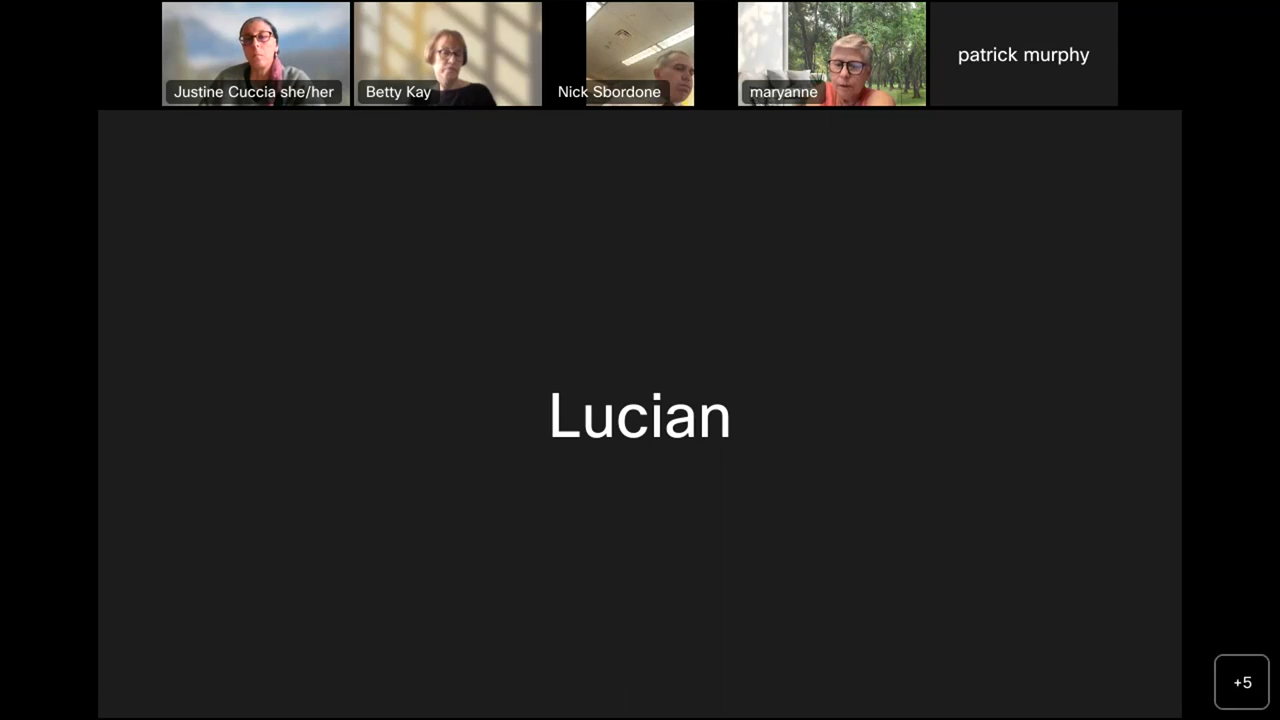 Justine Cuccia she/her
Betty Kay
Nick Sbordone
maryanne
patrick murphy
Lucian
+5